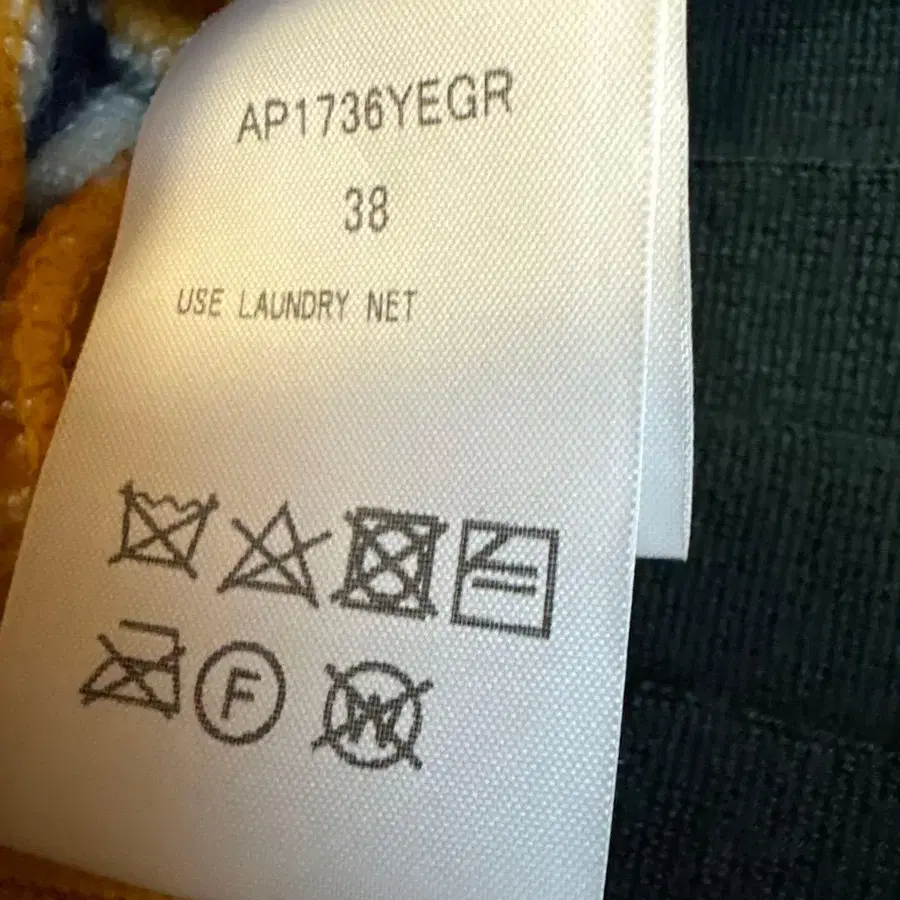 AP1736YEGR
38
USE LAUNDRY NET
F
W